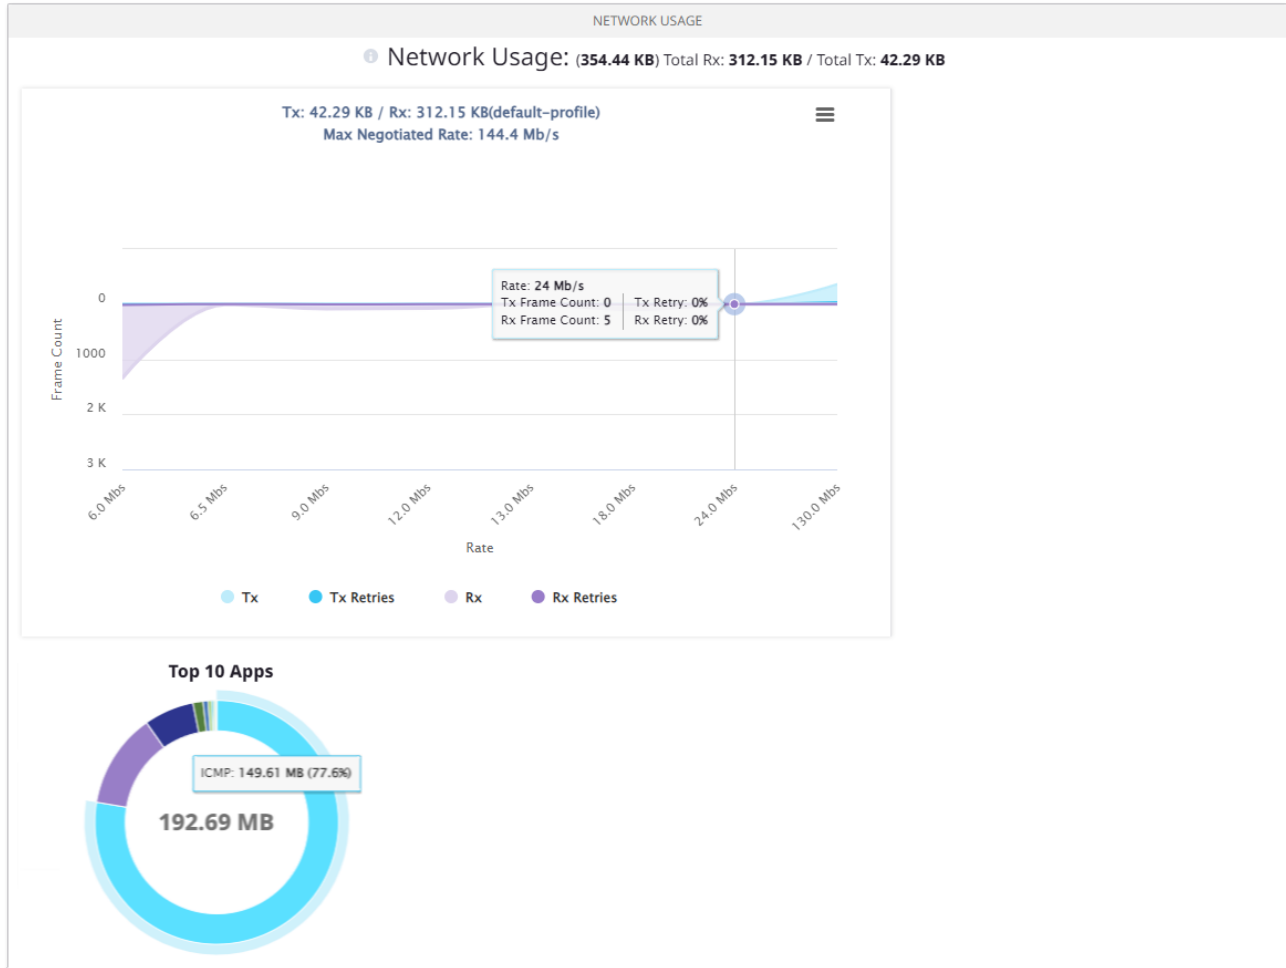 NETWORK USAGE
Network Usage: (354.44 KB) Total Rx: 312.15 KB / Total Tx: 42.29 KB
Tx: 42.29 KB / Rx: 312.15 KB(default-profile)
Max Negotiated Rate: 144.4 Mb/s
Rate: 24 Mb/s
Tx Frame Count: 0 Tx Retry: 0%
Rx Frame Count: 5 Rx Retry: 0%
Frame Count
0
1000
2 K
3 K
6.0 Mbs
6.5 Mbs
9.0 Mbs
12.0 Mbs
13.0 Mbs
18.0 Mbs
24.0 Mbs
130.0 Mbs
Rate
Tx Tx Retries Rx Rx Retries
Top 10 Apps
ICMP: 149.61 MB (77.6%)
192.69 MB